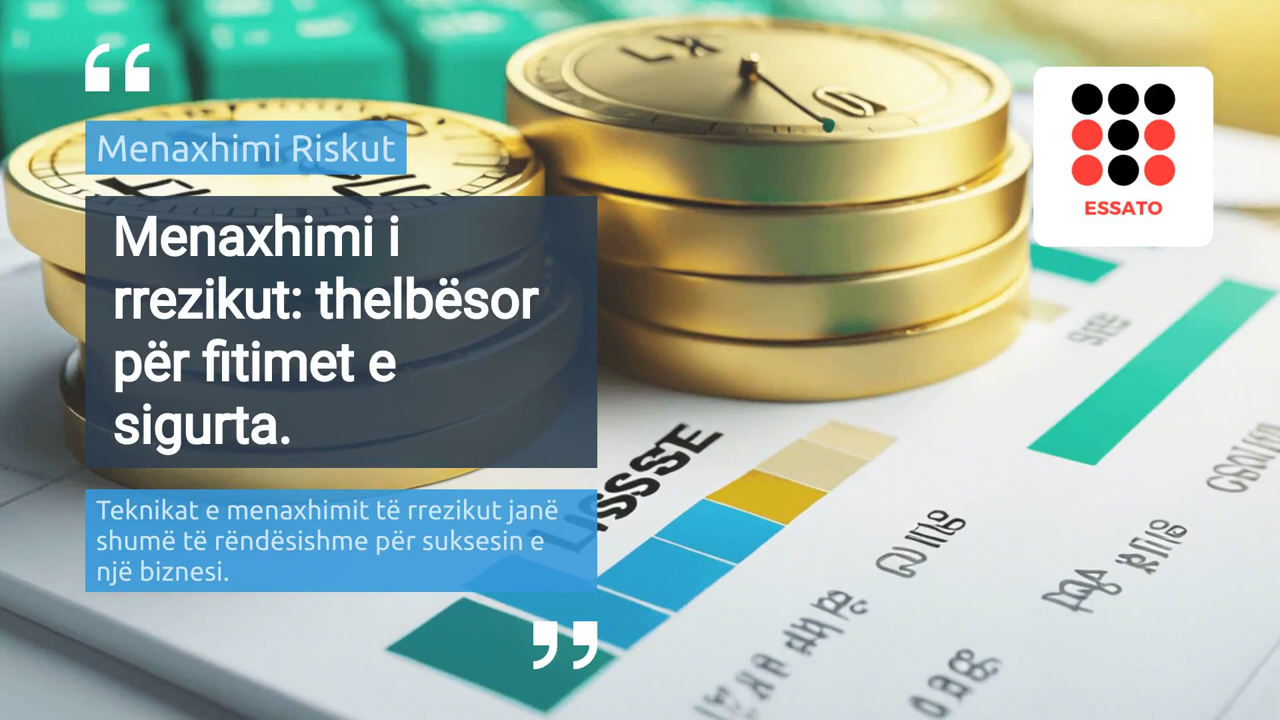 Menaxhimi Riskut
Menaxhimi i
rrezikut: thelbësor
për fitimet e
sigurta.
Teknikat e menaxhimit të rrezikut janë
shumë të rëndësishme për suksesin e
një biznesi.
ESSATO
LISSSE